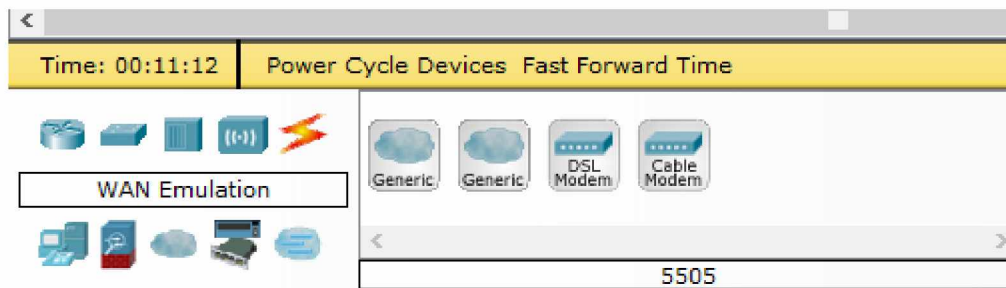 Time: 00:11:12 Power Cycle Devices Fast Forward Time
WAN Emulation
Generic Generic DSL Modem Cable Modem
5505